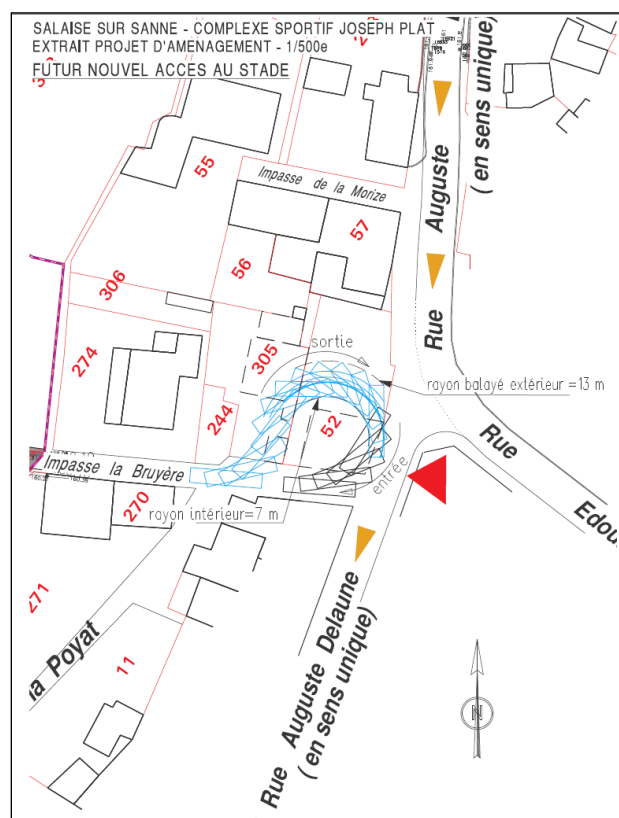 SALAISE SUR SANNE - COMPLEXE SPORTIF JOSEPH PLAT
EXTRAIT PROJET D'AMENAGEMENT - 1/500e
FUTUR NOUVEL ACCES AU STADE
Rue Auguste
(en sens unique)
55
Impasse de la Morize
57
56
306
305
274
244
52
sortie
rayon balayé extérieur =13 m
Rue
Edou
Impasse la Bruyère
entrée
270
rayon intérieur=7 m
271
la Poyat
11
Rue Auguste Delaune
(en sens unique)
N